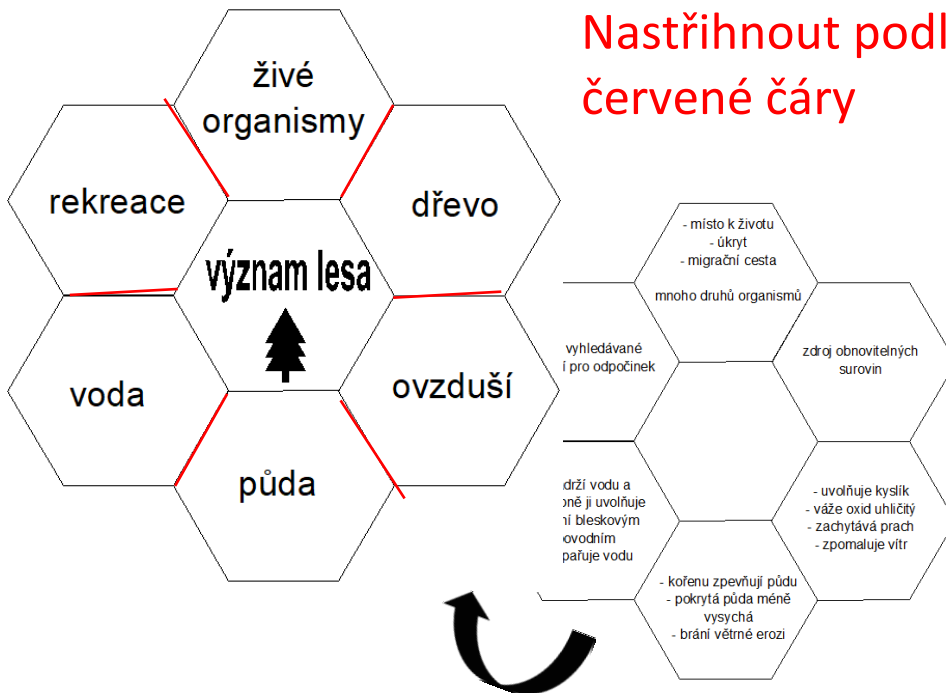 Nastřihnout podl
červené čáry
živé
organismy
rekreace
dřevo
význam lesa
voda
ovzduší
půda
- místo k životu
- úkryt
- migrační cesta
mnoho druhů organismů
vyhledávané
í pro odpočinek
zdroj obnovitelných
surovin
drží vodu a
ně ji uvolňuje
ní bleskovým
povodním
pařuje vodu
- uvolňuje kyslík
- váže oxid uhličitý
- zachytává prach
- zpomaluje vítr
- kořenu zpevňují půdu
- pokrytá půda méně
vysychá
- brání větrné erozi